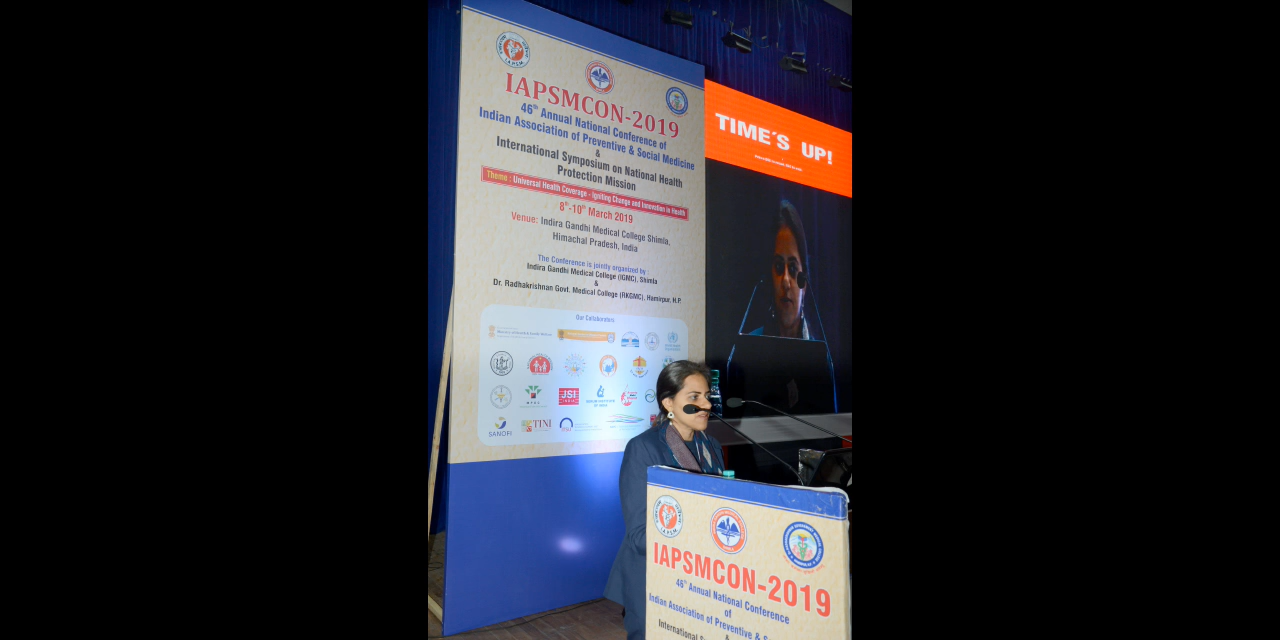 I.A.P.S.M
IAPSMCON-2019
46th Annual National Conference of
Indian Association of Preventive & Social Medicine
&
International Symposium on National Health
Protection Mission
Theme : Universal Health Coverage - Igniting Change and Innovation in Health
8th-10th March 2019
Venue: Indira Gandhi Medical College Shimla,
Himachal Pradesh, India
The Conference is jointly organized by :
Indira Gandhi Medical College (IGMC), Shimla
&
Dr. Radhakrishnan Govt. Medical College (RKGMC), Hamirpur, H.P.
Our Collaborators
JSI
INDIA
SANOFI
TINI
TIME´S UP!
I.A.P.S.M
IAPSMCON-2019
46th Annual National Conference
of
Indian Association of Preventive & S
International